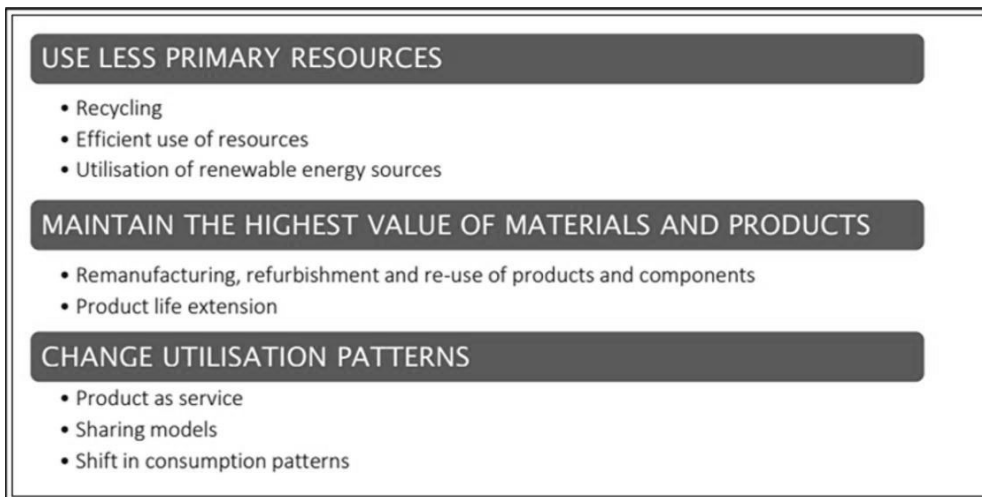 USE LESS PRIMARY RESOURCES
• Recycling
• Efficient use of resources
• Utilisation of renewable energy sources
MAINTAIN THE HIGHEST VALUE OF MATERIALS AND PRODUCTS
• Remanufacturing, refurbishment and re-use of products and components
• Product life extension
CHANGE UTILISATION PATTERNS
• Product as service
• Sharing models
• Shift in consumption patterns